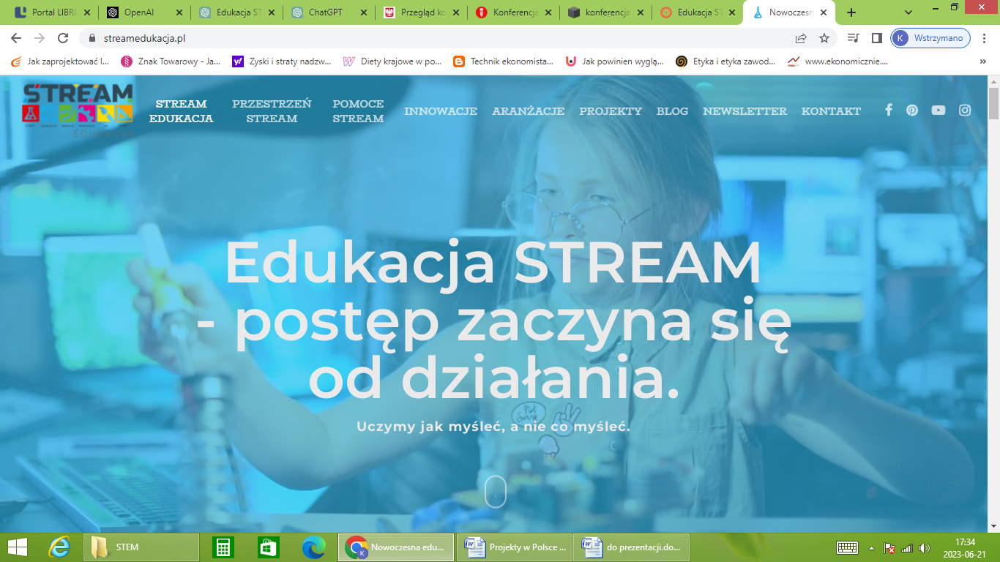 Portal LIBRU
OpenAI
Edukacja ST
ChatGPT
Przegląd ko
Konferencja
konferencja
Edukacja ST
Nowoczesn
streamedukacja.pl
K Wstrzymano
Jak zaprojektować l...
Znak Towarowy - Ja...
Zyski i straty nadzw...
Diety krajowe w po...
Technik ekonomista...
Jak powinien wyglą...
Etyka i etyka zawod...
www.ekonomicznie....
STREAM
EDUKACJA
STREAM
EDUKACJA
PRZESTRZEŃ
STREAM
POMOCE
STREAM
INNOWACJE
ARANŻACJE
PROJEKTY
BLOG
NEWSLETTER
KONTAKT
Edukacja STREAM
- postęp zaczyna się
od działania.
Uczymy jak myśleć, a nie co myśleć.
STEM
Nowoczesna edu...
Projekty w Polsce ...
do prezentacji.do...
17:34
2023-06-21